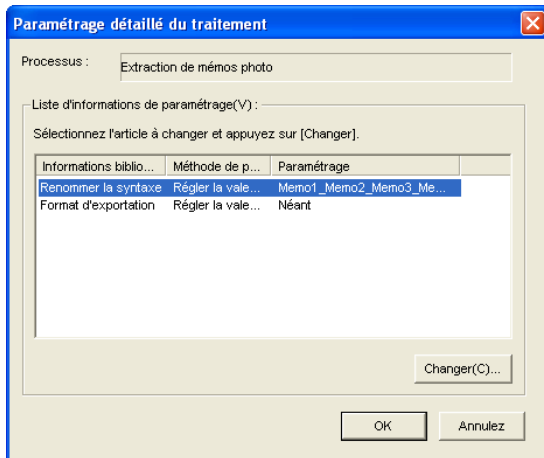 Paramétrage détaillé du traitement
Processus :
Extraction de mémos photo
Liste d'informations de paramétrage(V) :
Sélectionnez l'article à changer et appuyez sur [Changer].
Informations biblio... Méthode de p... Paramétrage
Renommer la syntaxe Régler la vale... Memo1_Memo2_Memo3_Me...
Format d'exportation Régler la vale... Néant
Changer(C)...
OK Annulez